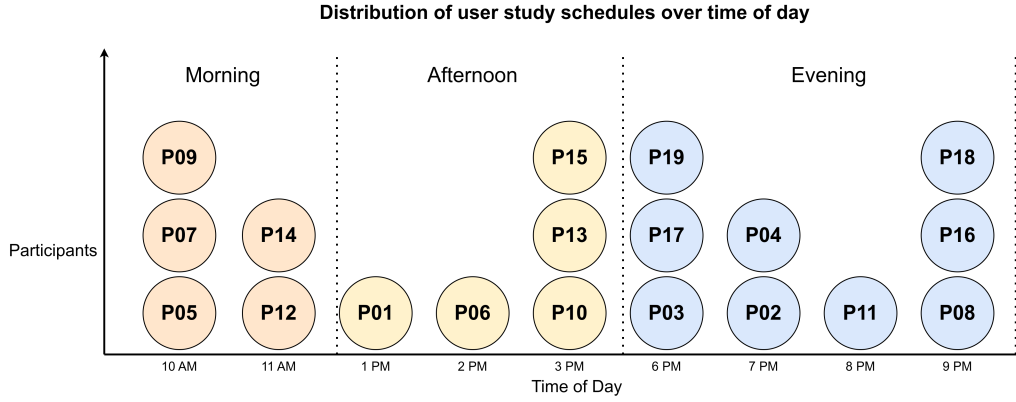 Distribution of user study schedules over time of day
Morning Afternoon Evening
P09 P15 P19 P18
P07 P14 P13 P17 P04 P16
Participants
P05 P12 P01 P06 P10 P03 P02 P11 P08
10 AM 11 AM 1 PM 2 PM 3 PM 6 PM 7 PM 8 PM 9 PM
Time of Day